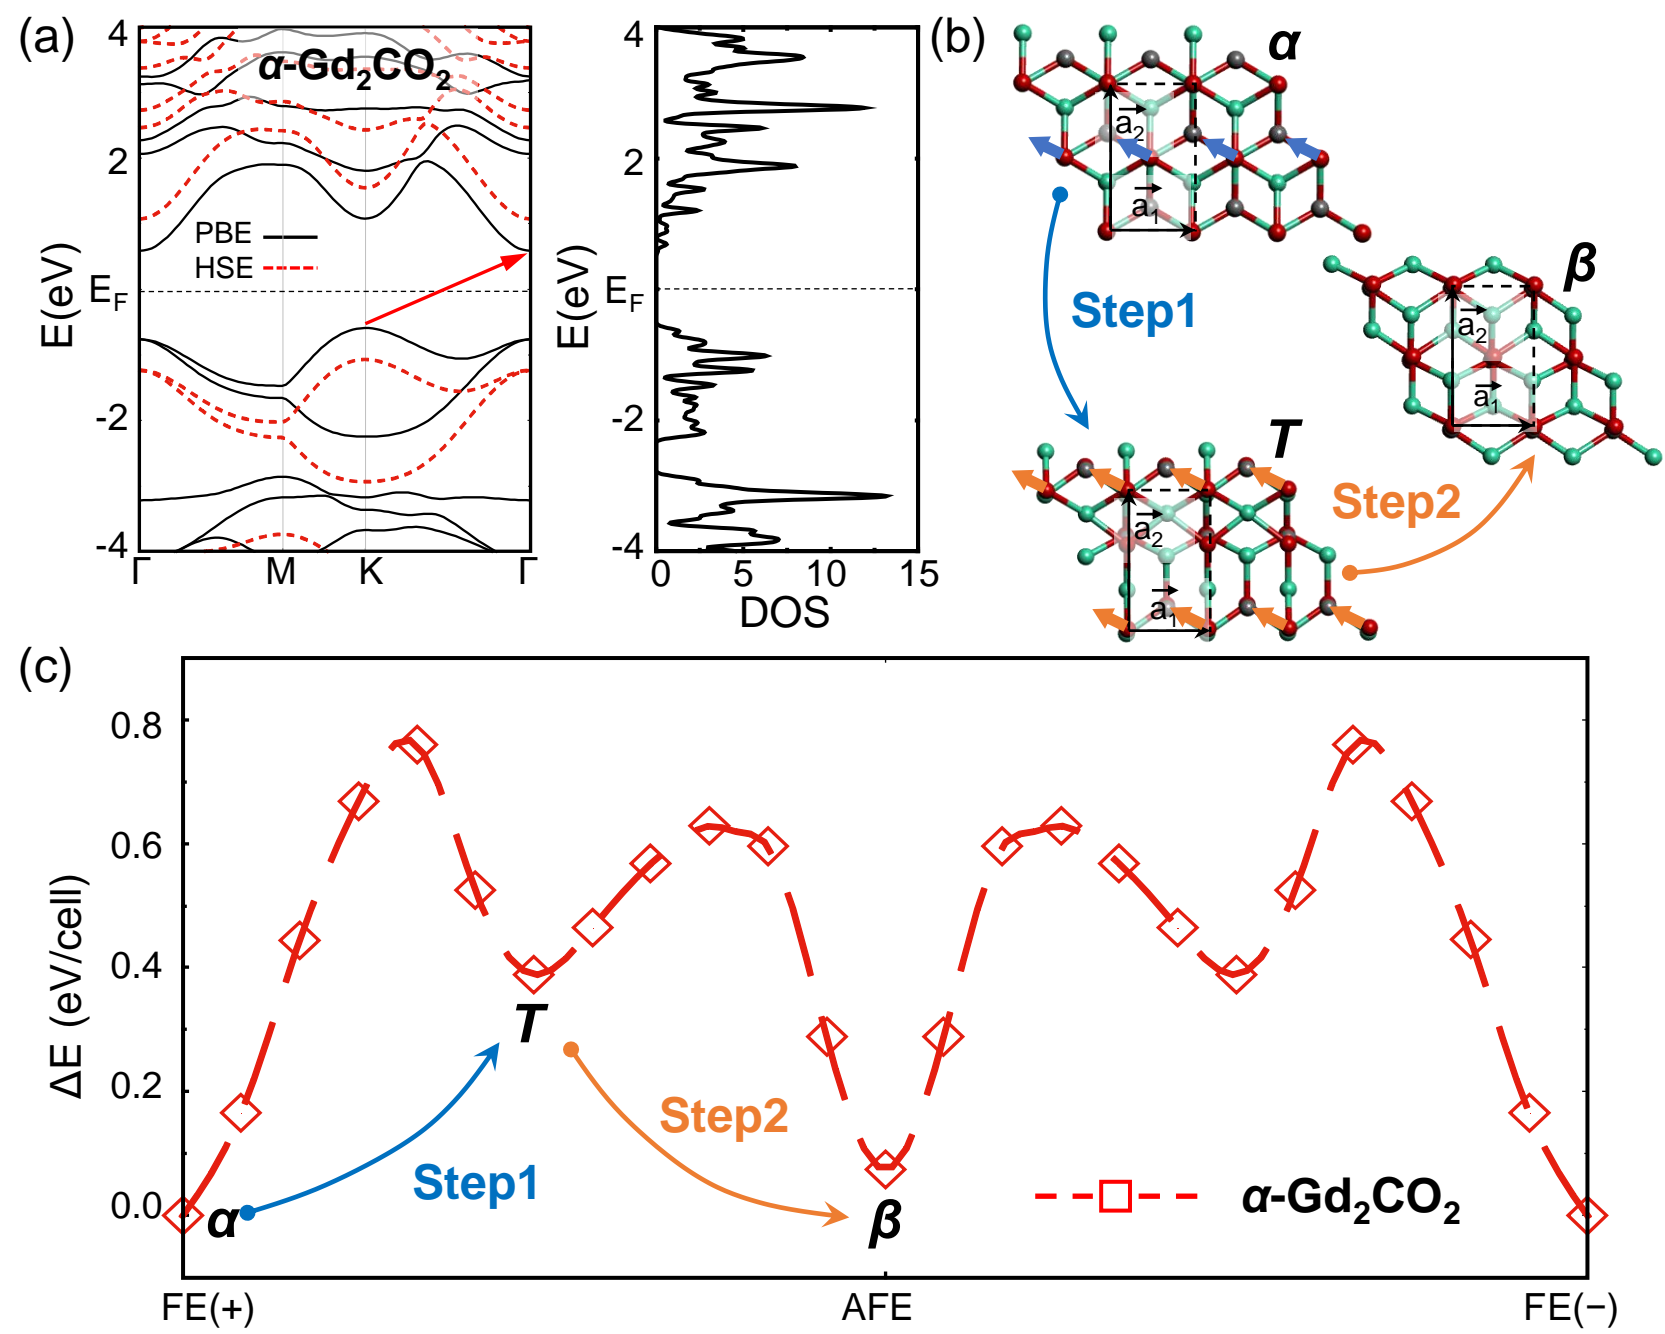 (a)
α-Gd₂CO₂
4
2
E_F
-2
-4
E(eV)
PBE
HSE
Γ M K Γ
4
2
E_F
-2
-4
E(eV)
0 5 10 15
DOS
(b)
α
a₂
a₁
Step1
β
a₂
a₁
T
a₂
a₁
Step2
(c)
0.8
0.6
0.4
0.2
0.0
ΔE (eV/cell)
T
Step1
Step2
α
β
α-Gd₂CO₂
FE(+) AFE FE(−)